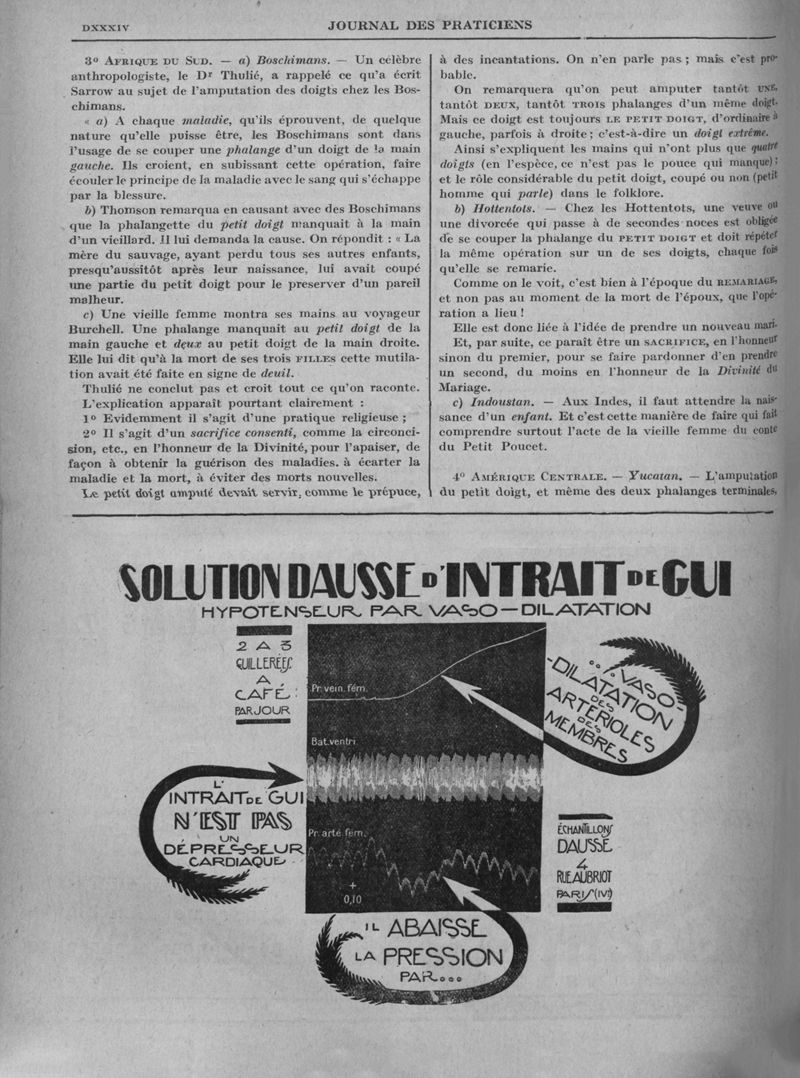 DXXXIV
JOURNAL DES PRATICIENS
3° AFRIQUE DU SUD. — a) Boschimans. — Un célèbre
anthropologiste, le Dr Thulié, a rappelé ce qu'a écrit
Sarrow au sujet de l'amputation des doigts chez les Bos-
chimans.
« a) A chaque maladie, qu'ils éprouvent, de quelque
nature qu'elle puisse être, les Boschimans sont dans
l'usage de se couper une phalange d'un doigt de la main
gauche. Ils croient, en subissant cette opération, faire
écouler le principe de la maladie avec le sang qui s'échappe
par la blessure.
b) Thomson remarqua en causant avec des Boschimans
que la phalangette du petit doigt manquait à la main
d'un vieillard. Il lui demanda la cause. On répondit : « La
mère du sauvage, ayant perdu tous ses autres enfants,
presqu'aussitôt après leur naissance, lui avait coupé
une partie du petit doigt pour le preserver d'un pareil
malheur.
c) Une vieille femme montra ses mains au voyageur
Burchell. Une phalange manquait au petit doigt de la
main gauche et deux au petit doigt de la main droite.
Elle lui dit qu'à la mort de ses trois FILLES cette mutila-
tion avait été faite en signe de deuil.
Thulié ne conclut pas et croit tout ce qu'on raconte.
L'explication apparaît pourtant clairement :
1° Evidemment il s'agit d'une pratique religieuse ;
2° Il s'agit d'un sacrifice consenti, comme la circonci-
sion, etc., en l'honneur de la Divinité, pour l'apaiser, de
façon à obtenir la guérison des maladies, à écarter la
maladie et la mort, à éviter des morts nouvelles.
Le petit doigt amputé devait servir, comme le prépuce,
à des incantations. On n'en parle pas ; mais c'est pro-
bable.
On remarquera qu'on peut amputer tantôt UNE,
tantôt DEUX, tantôt TROIS phalanges d'un même doigt.
Mais ce doigt est toujours LE PETIT DOIGT, d'ordinaire à
gauche, parfois à droite ; c'est-à-dire un doigt extrême.
Ainsi s'expliquent les mains qui n'ont plus que quatre
doigts (en l'espèce, ce n'est pas le pouce qui manque) ;
et le rôle considérable du petit doigt, coupé ou non (petit
homme qui parle) dans le folklore.
b) Hottentots. — Chez les Hottentots, une veuve ou
une divorcée qui passe à de secondes noces est obligée
de se couper la phalange du PETIT DOIGT et doit répéter
la même opération sur un de ses doigts, chaque fois
qu'elle se remarie.
Comme on le voit, c'est bien à l'époque du REMARIAGE,
et non pas au moment de la mort de l'époux, que l'opé-
ration a lieu !
Elle est donc liée à l'idée de prendre un nouveau mari.
Et, par suite, ce paraît être un SACRIFICE, en l'honneur
sinon du premier, pour se faire pardonner d'en prendre
un second, du moins en l'honneur de la Divinité du
Mariage.
c) Indoustan. — Aux Indes, il faut attendre la nais-
sance d'un enfant. Et c'est cette manière de faire qui fait
comprendre surtout l'acte de la vieille femme du conte
du Petit Poucet.
4° AMÉRIQUE CENTRALE. — Yucatan. — L'amputation
du petit doigt, et même des deux phalanges terminales,
SOLUTION DAUSSE D'INTRAIT DE GUI
HYPOTENSEUR PAR VASO-DILATATION
2 A 3
CUILLERÉES
A
CAFÉ
PAR JOUR
Pr. vein. fém.
°° / VASO-
-DILATATION
DES
ARTÉRIOLES
DES
MEMBRES
Bat. ventri
L'
INTRAIT DE GUI
N'EST PAS
UN
DÉPRESSEUR
CARDIAQUE
Pr. arté. fém.
+
0,10
ÉCHANTILLONS
DAUSSE
4
RUE AUBRIOT
PARIS (IVe)
IL ABAISSE
LA PRESSION
PAR...